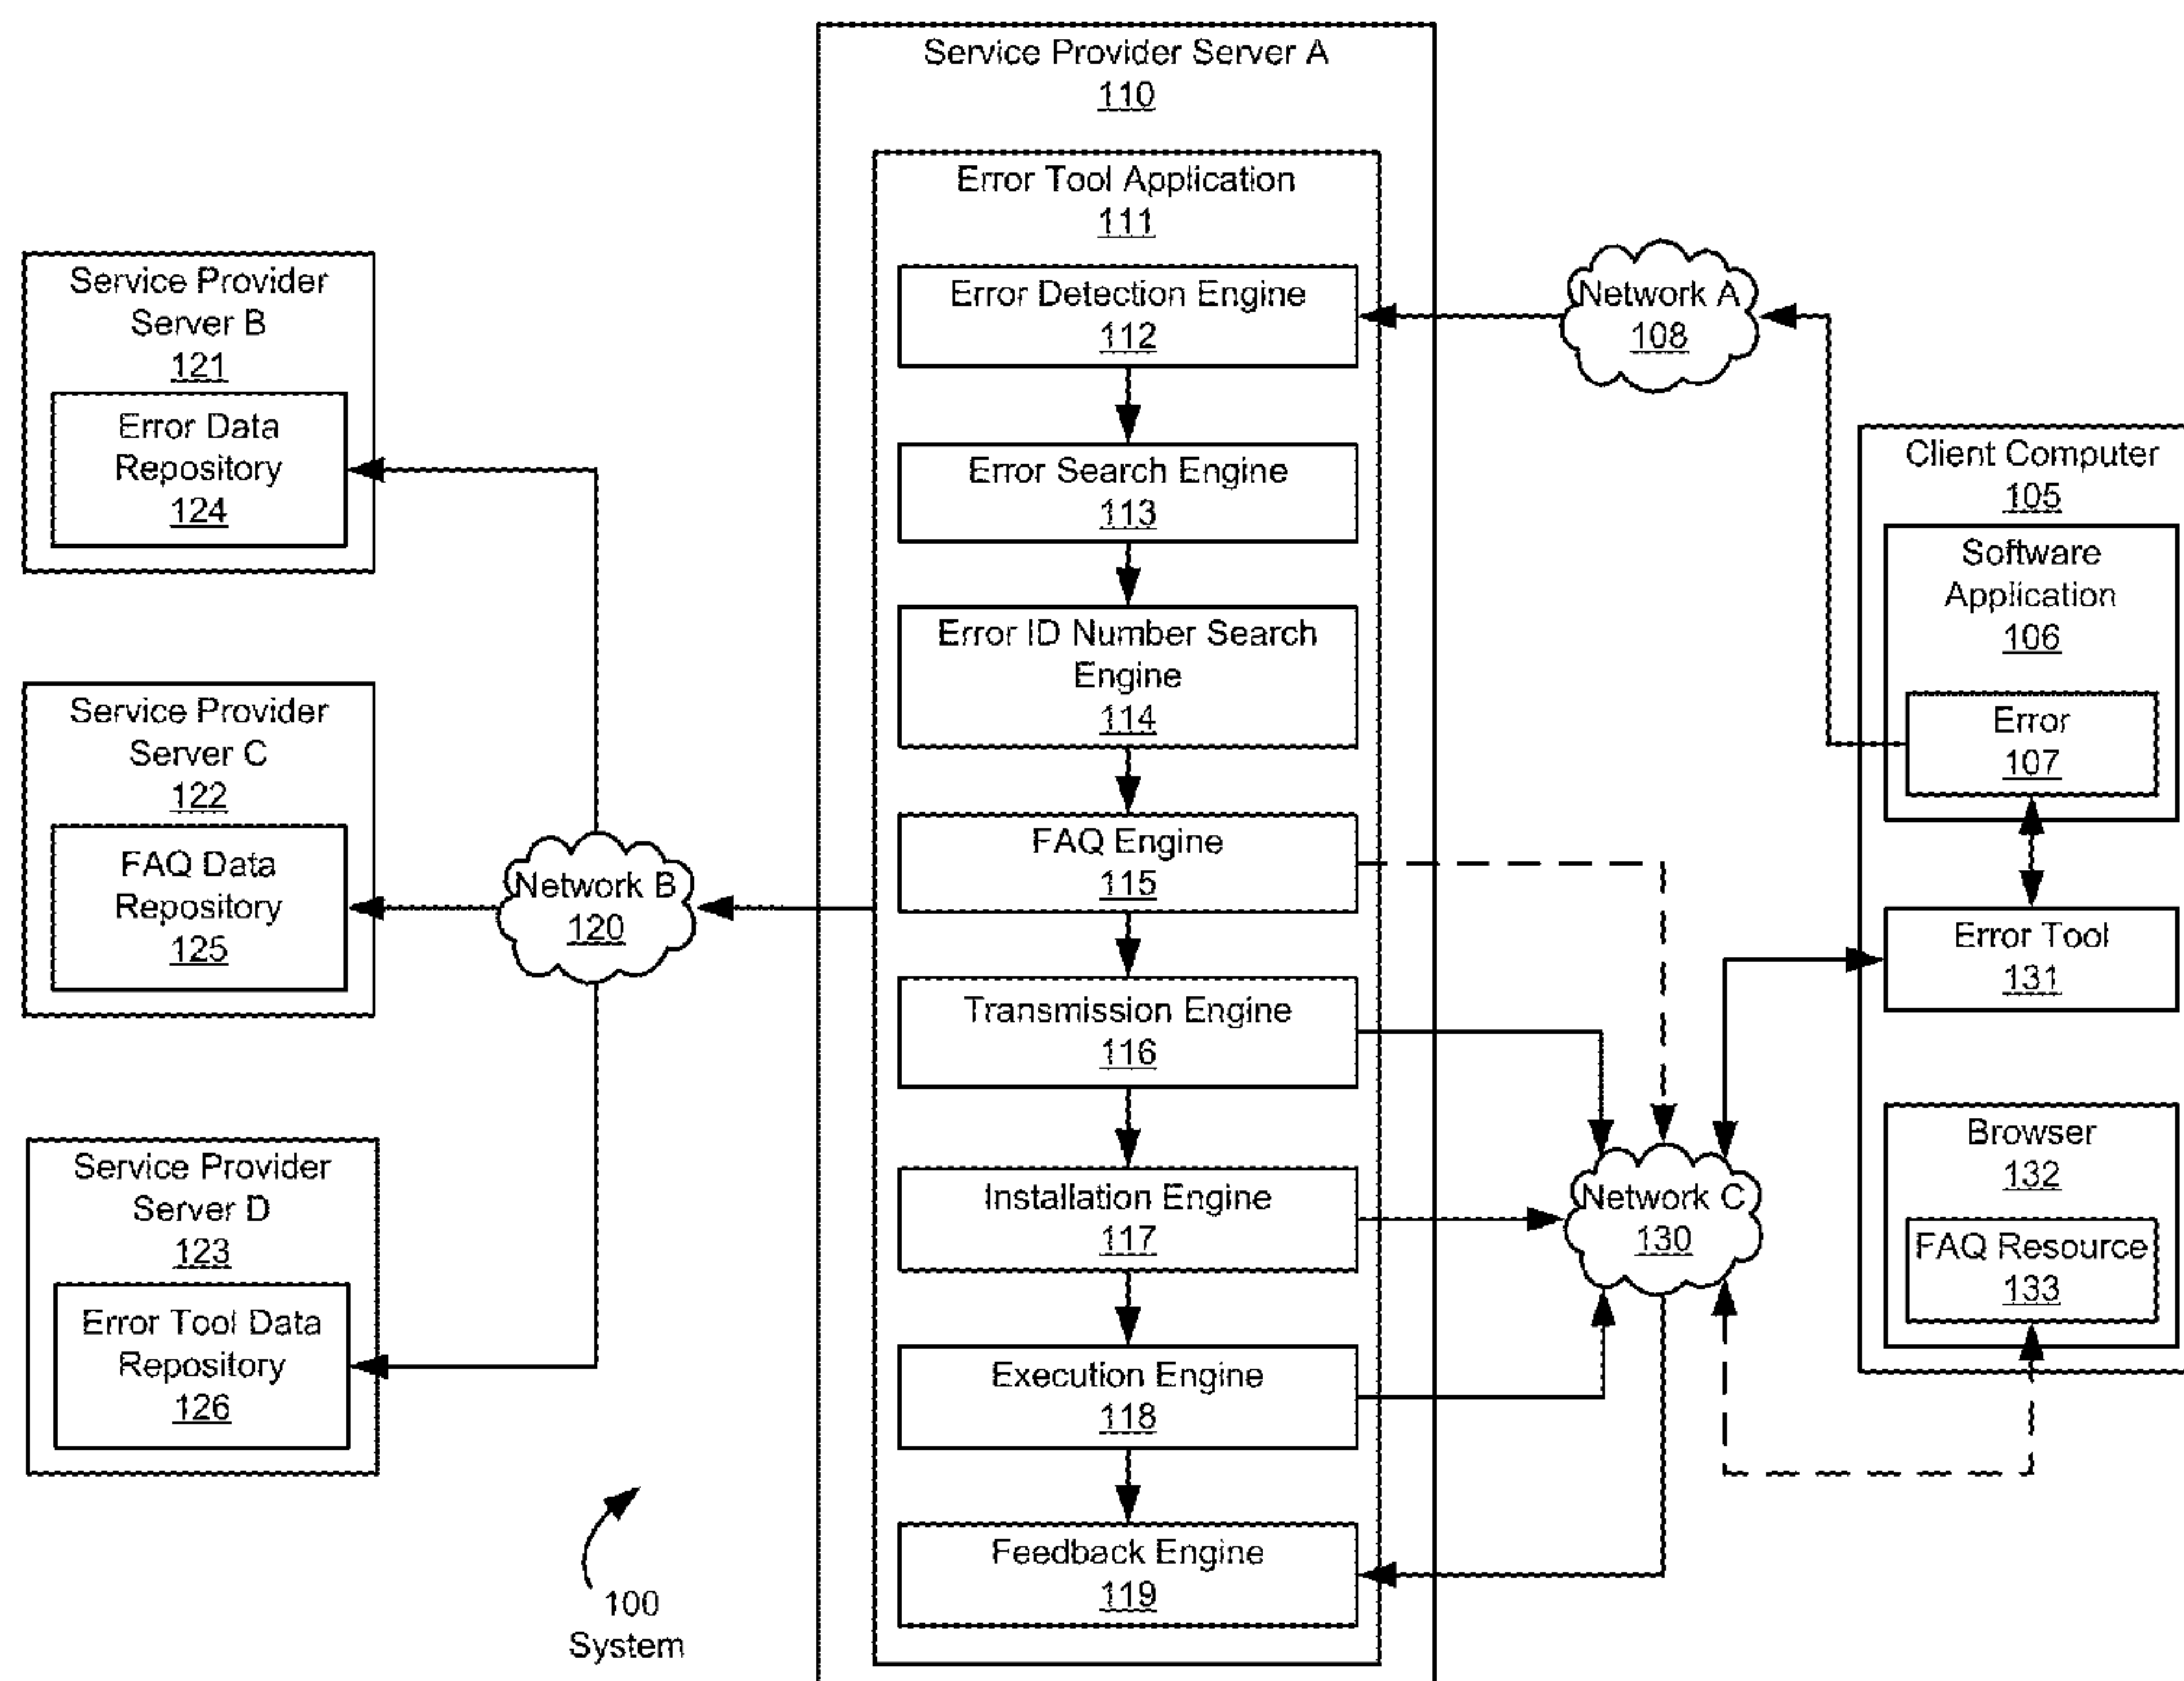 Service Provider Server A
110
Error Tool Application
111
Error Detection Engine
112
Error Search Engine
113
Error ID Number Search
Engine
114
FAQ Engine
115
Transmission Engine
116
Installation Engine
117
Execution Engine
118
Feedback Engine
119
Service Provider
Server B
121
Error Data
Repository
124
Service Provider
Server C
122
FAQ Data
Repository
125
Service Provider
Server D
123
Error Tool Data
Repository
126
Network B
120
100
System
Network A
108
Network C
130
Client Computer
105
Software
Application
106
Error
107
Error Tool
131
Browser
132
FAQ Resource
133